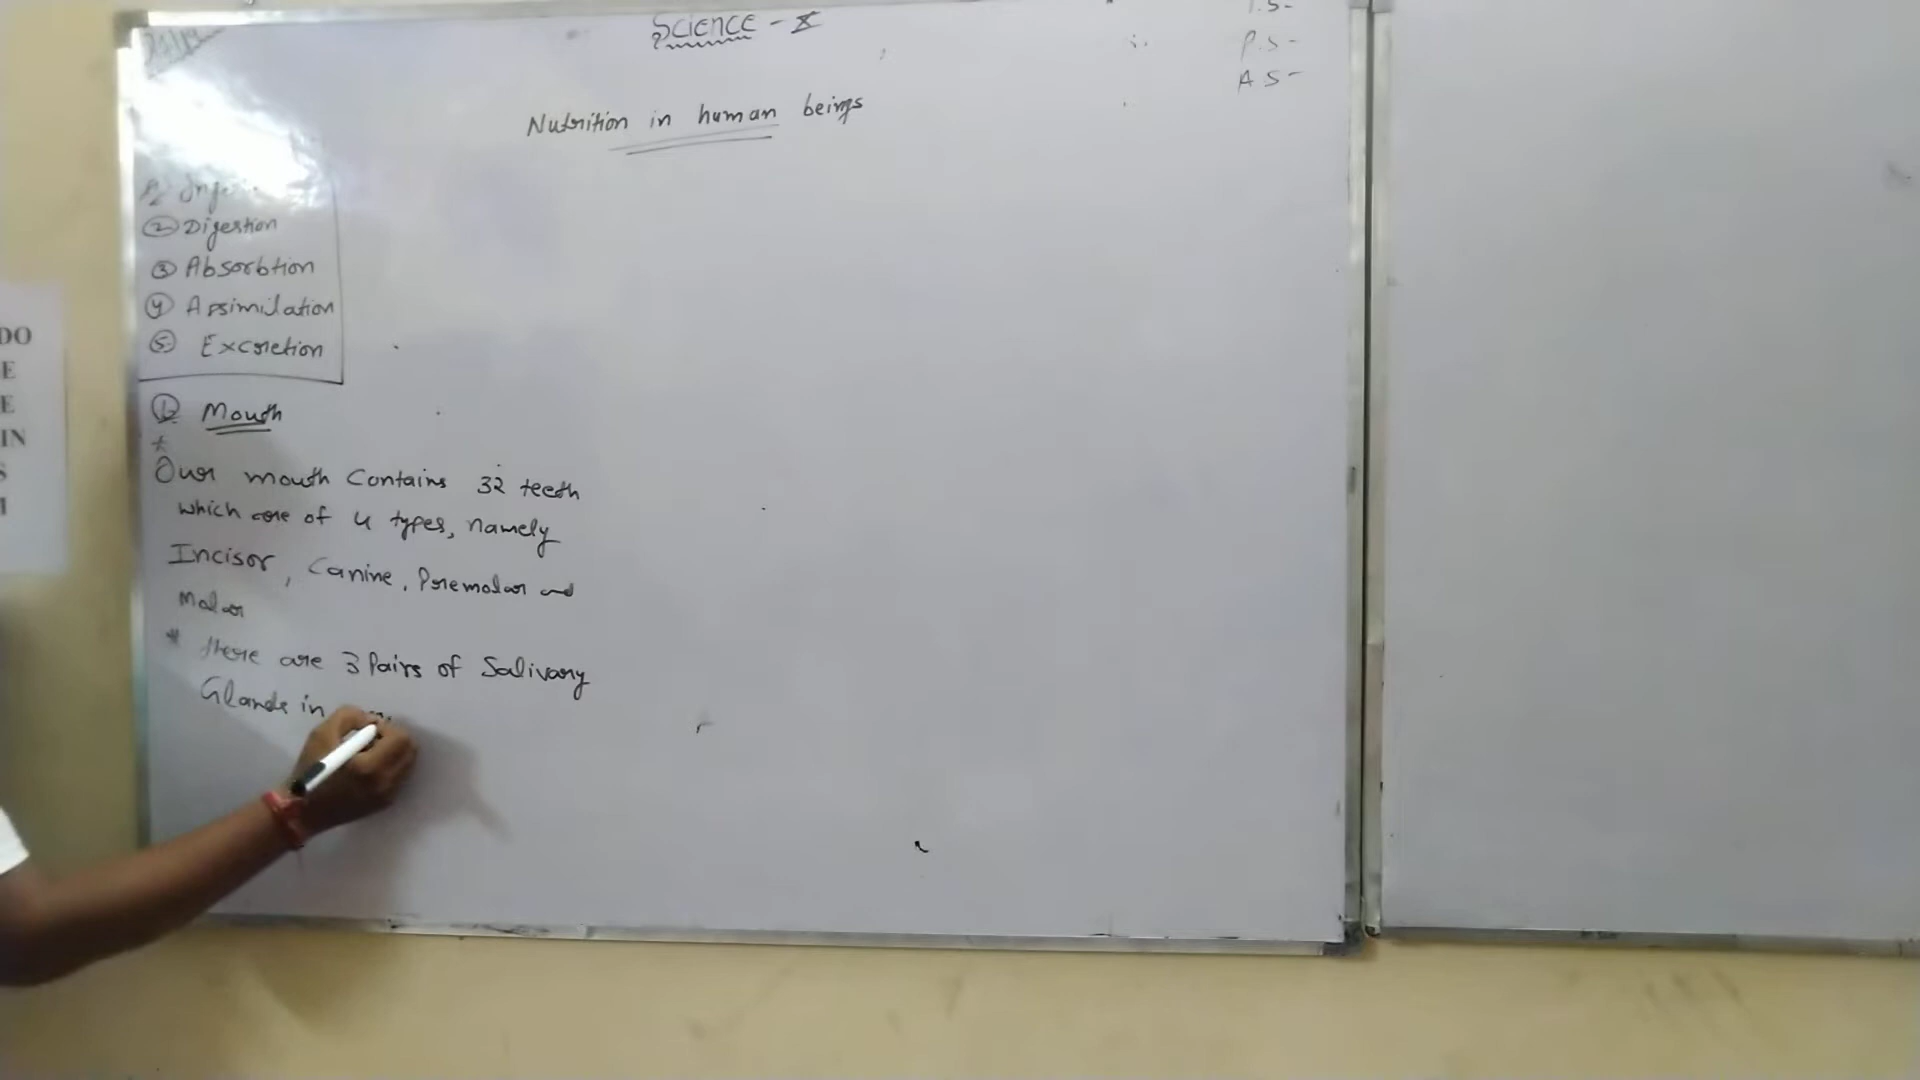 Science - X
T.S-
P.S-
A S-
Nutrition in human beings
② Digestion
③ Absorbtion
④ Assimilation
⑤ Excretion
① Mouth
*
Our mouth Contains 32 teeth
which are of 4 types, namely
Incisor, Canine, Premolar and
Molar
* there are 3 Pairs of Salivary
Glands in
DO
E
E
IN
S